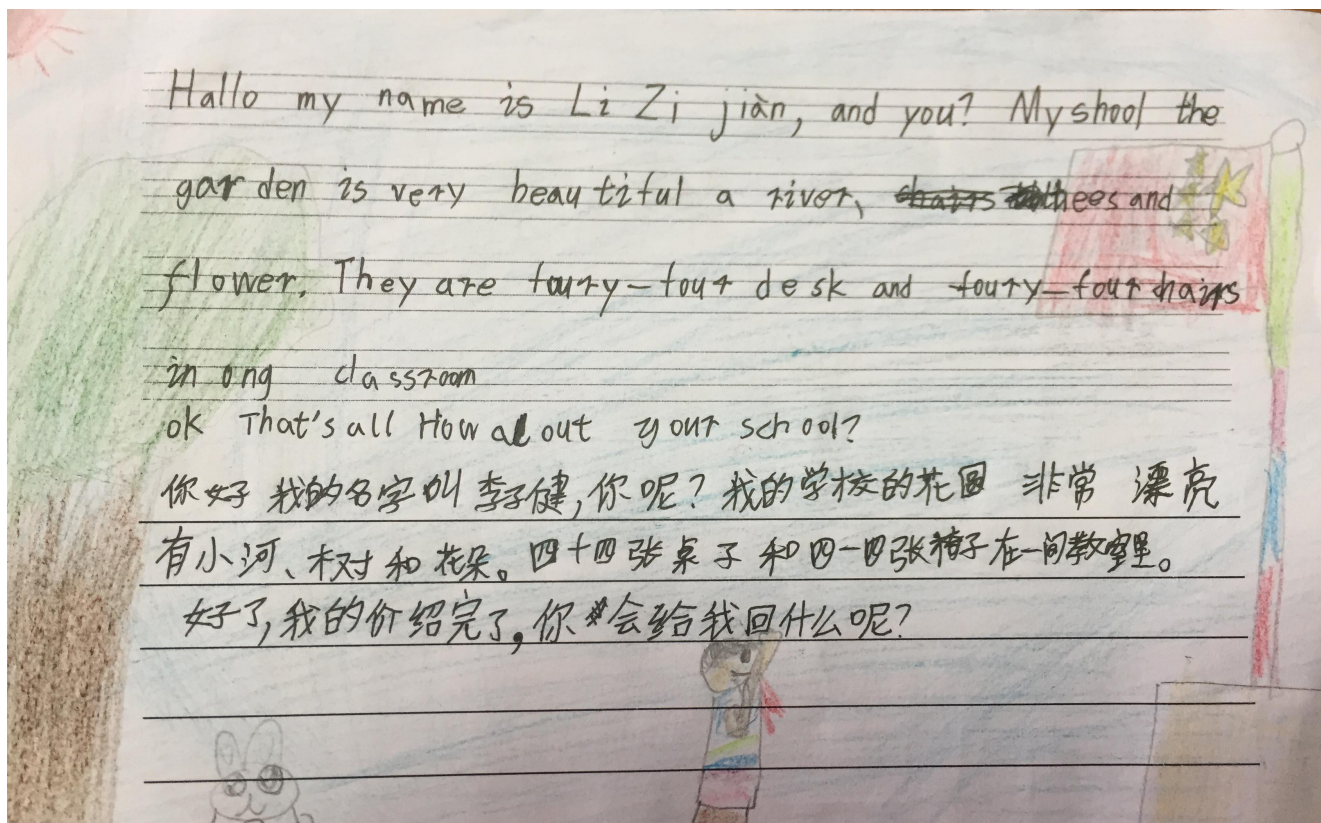 Hallo my name is Li Zi jiàn, and you? My shool the
garden is very beautiful a river, thees and
flower. They are foury-four desk and foury-four chairs
in ong classroom
ok That's all How about your school?
你好 我的名字叫 李子健,你呢?我的学校的花园 非常 漂亮
有小河、树和花朵。四十四张桌子和四一四张椅子在一间教室里。
好了,我的价绍完了,你会给我回什么呢?